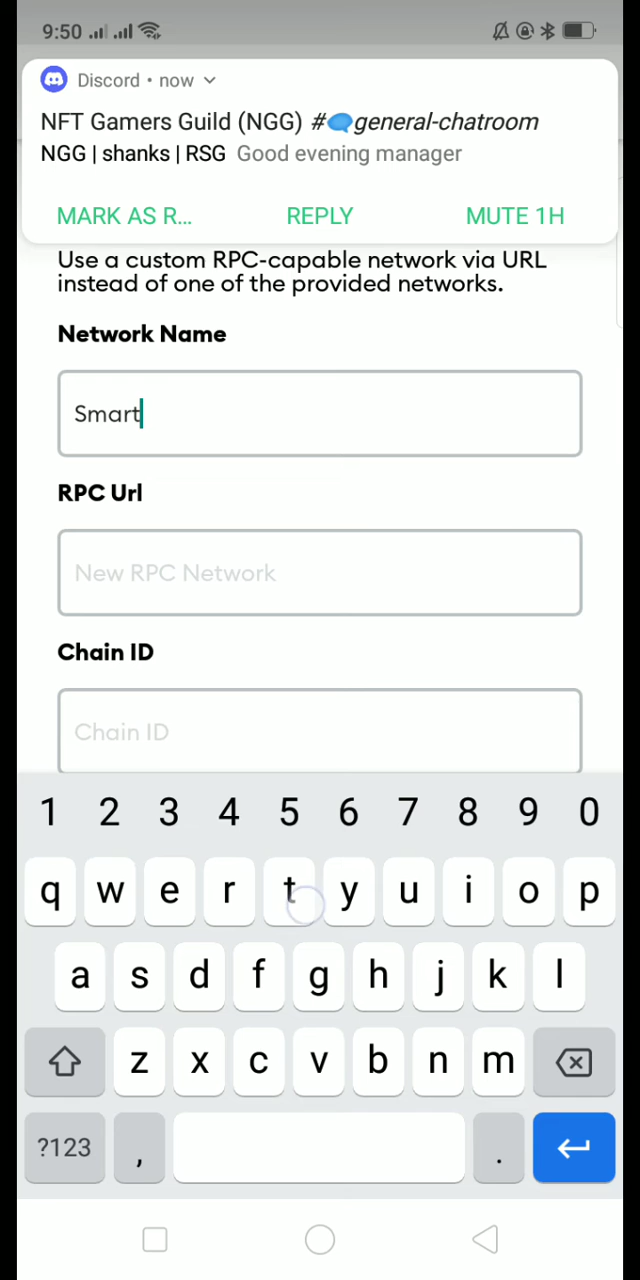 9:50
Discord • now
NFT Gamers Guild (NGG) #🗨️general-chatroom
NGG | shanks | RSG Good evening manager
MARK AS R... REPLY MUTE 1H
Use a custom RPC-capable network via URL
instead of one of the provided networks.
Network Name
Smart
RPC Url
New RPC Network
Chain ID
Chain ID
1 2 3 4 5 6 7 8 9 0
q w e r t y u i o p
a s d f g h j k l
z x c v b n m
?123 , .